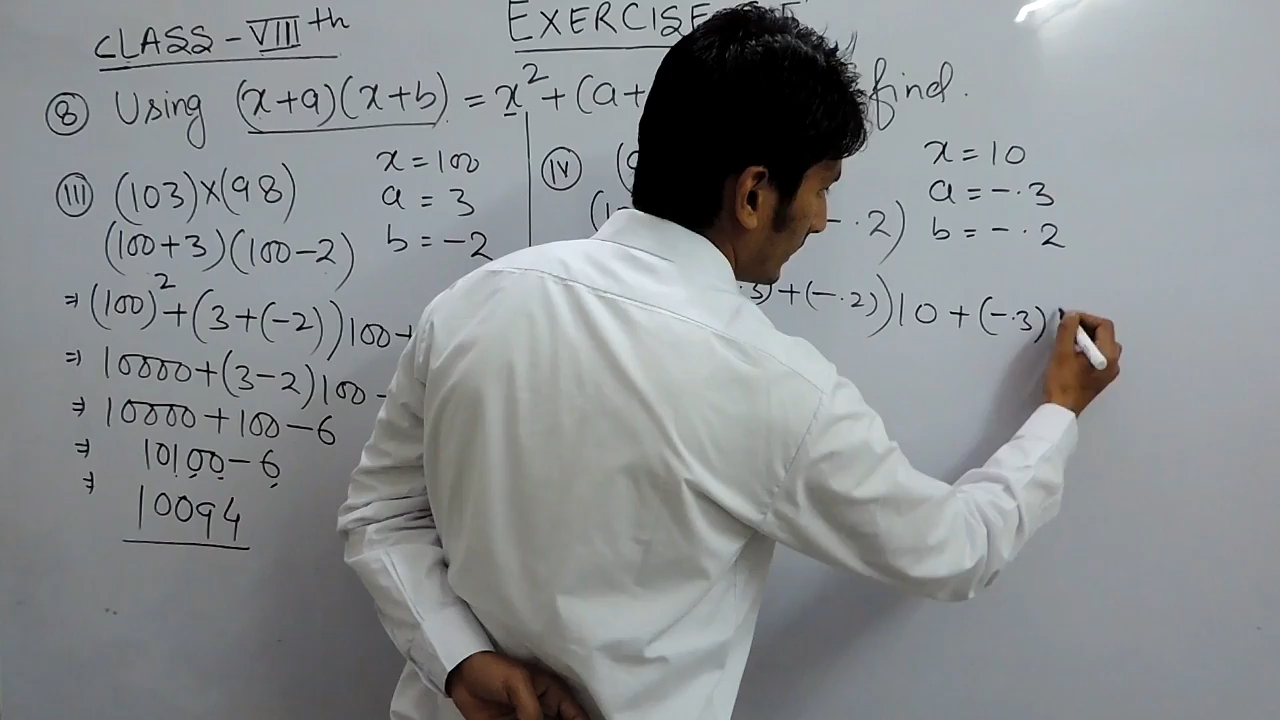 CLASS - VIIIth
EXERCISE
⑧ Using (x+a)(x+b) = x² + (a+ find.
(III) (103)×(98)
x = 100
a = 3
b = -2
(100+3)(100-2)
⇒ (100)² + (3+(-2))100+
⇒ 10000+(3-2)100-
⇒ 10000+100-6
⇒ 10100-6
⇒ 10094
(IV)
x = 10
a = -.3
b = -.2
-.2)
.3)+(-.2))10+(-.3)